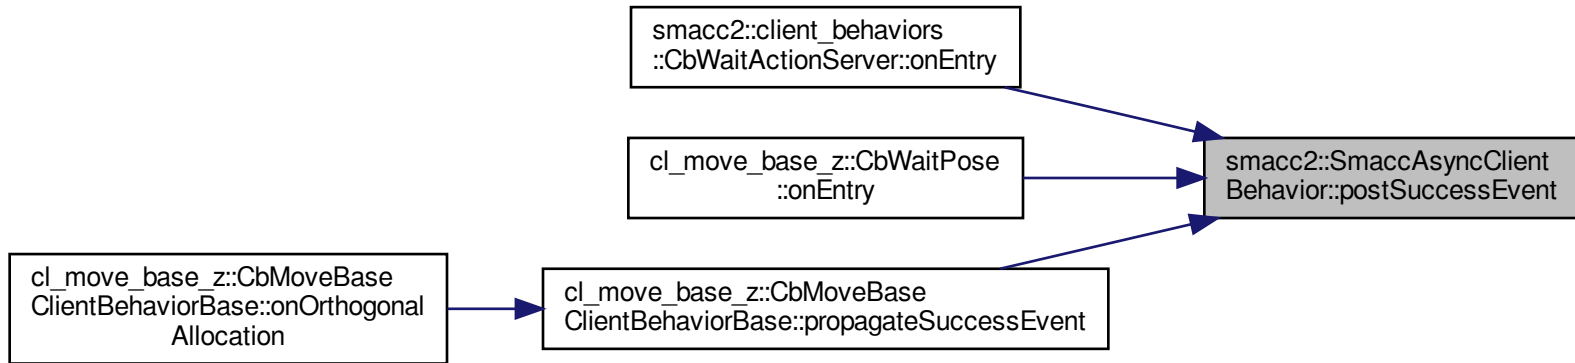 smacc2::client_behaviors
::CbWaitActionServer::onEntry
cl_move_base_z::CbWaitPose
::onEntry
smacc2::SmaccAsyncClient
Behavior::postSuccessEvent
cl_move_base_z::CbMoveBase
ClientBehaviorBase::onOrthogonal
Allocation
cl_move_base_z::CbMoveBase
ClientBehaviorBase::propagateSuccessEvent